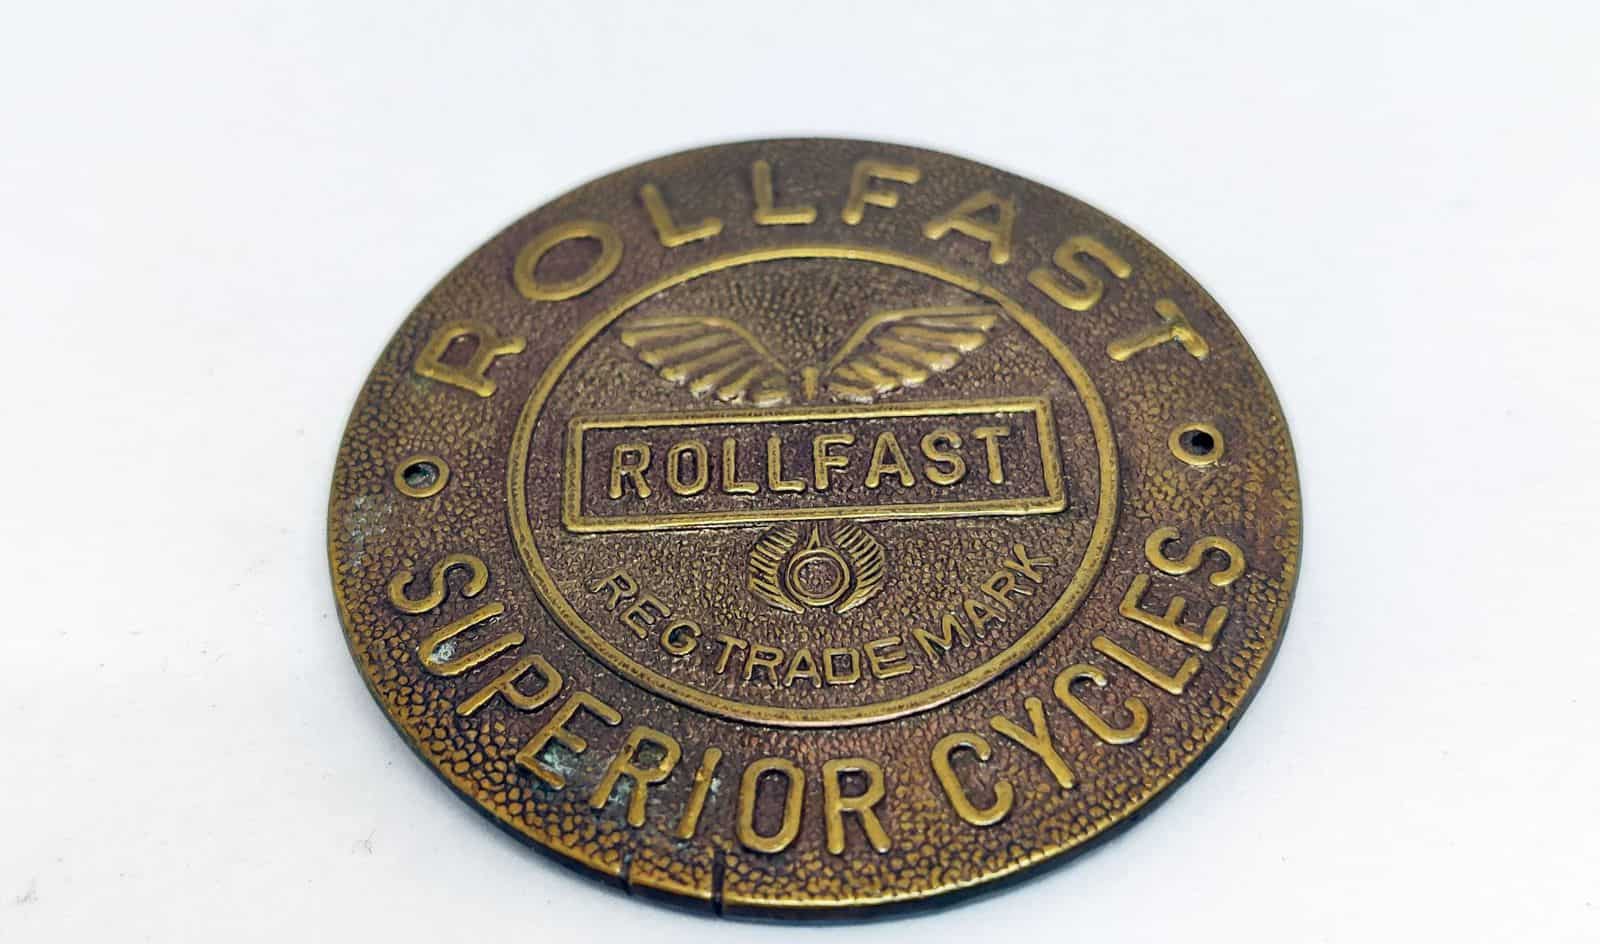 ROLLFAST
ROLLFAST
REG TRADE MARK
SUPERIOR CYCLES